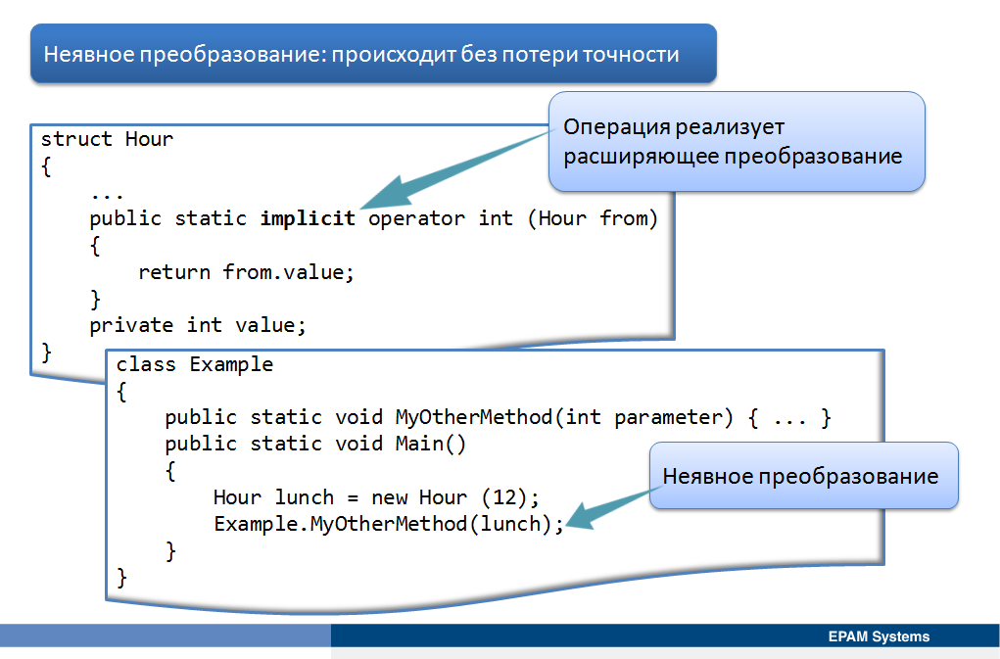 Неявное преобразование: происходит без потери точности
Операция реализует
расширяющее преобразование
struct Hour
{
...
public static implicit operator int (Hour from)
{
return from.value;
}
private int value;
}
class Example
{
public static void MyOtherMethod(int parameter) { ... }
public static void Main()
{
Hour lunch = new Hour (12);
Example.MyOtherMethod(lunch);
}
}
Неявное преобразование
EPAM Systems